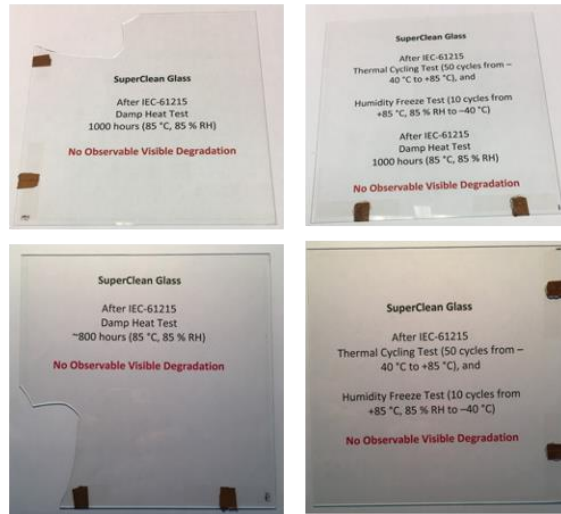 SuperClean Glass
After IEC-61215
Damp Heat Test
1000 hours (85 °C, 85 % RH)
No Observable Visible Degradation
SuperClean Glass
After IEC-61215
Thermal Cycling Test (50 cycles from –
40 °C to +85 °C), and
Humidity Freeze Test (10 cycles from
+85 °C, 85 % RH to –40 °C)
After IEC-61215
Damp Heat Test
1000 hours (85 °C, 85 % RH)
No Observable Visible Degradation
SuperClean Glass
After IEC-61215
Damp Heat Test
~800 hours (85 °C, 85 % RH)
No Observable Visible Degradation
SuperClean Glass
After IEC-61215
Thermal Cycling Test (50 cycles from –
40 °C to +85 °C), and
Humidity Freeze Test (10 cycles from
+85 °C, 85 % RH to –40 °C)
No Observable Visible Degradation